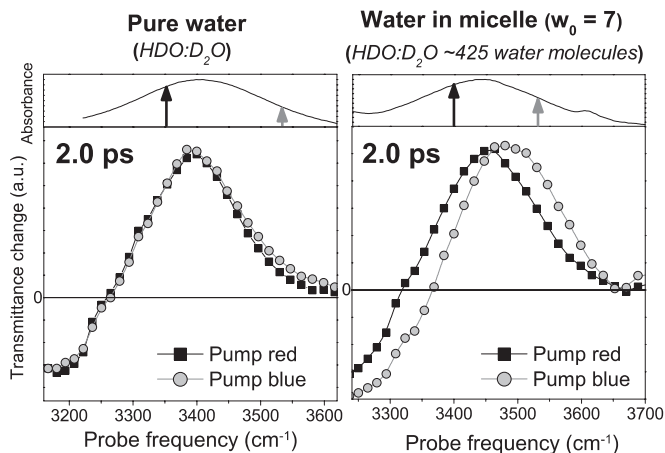 Pure water
(HDO:D₂O)
Water in micelle (w₀ = 7)
(HDO:D₂O ~425 water molecules)
Absorbance
2.0 ps
2.0 ps
Transmittance change (a.u.)
0
0
Pump red
Pump blue
Pump red
Pump blue
3200 3300 3400 3500 3600
3300 3400 3500 3600 3700
Probe frequency (cm⁻¹)
Probe frequency (cm⁻¹)